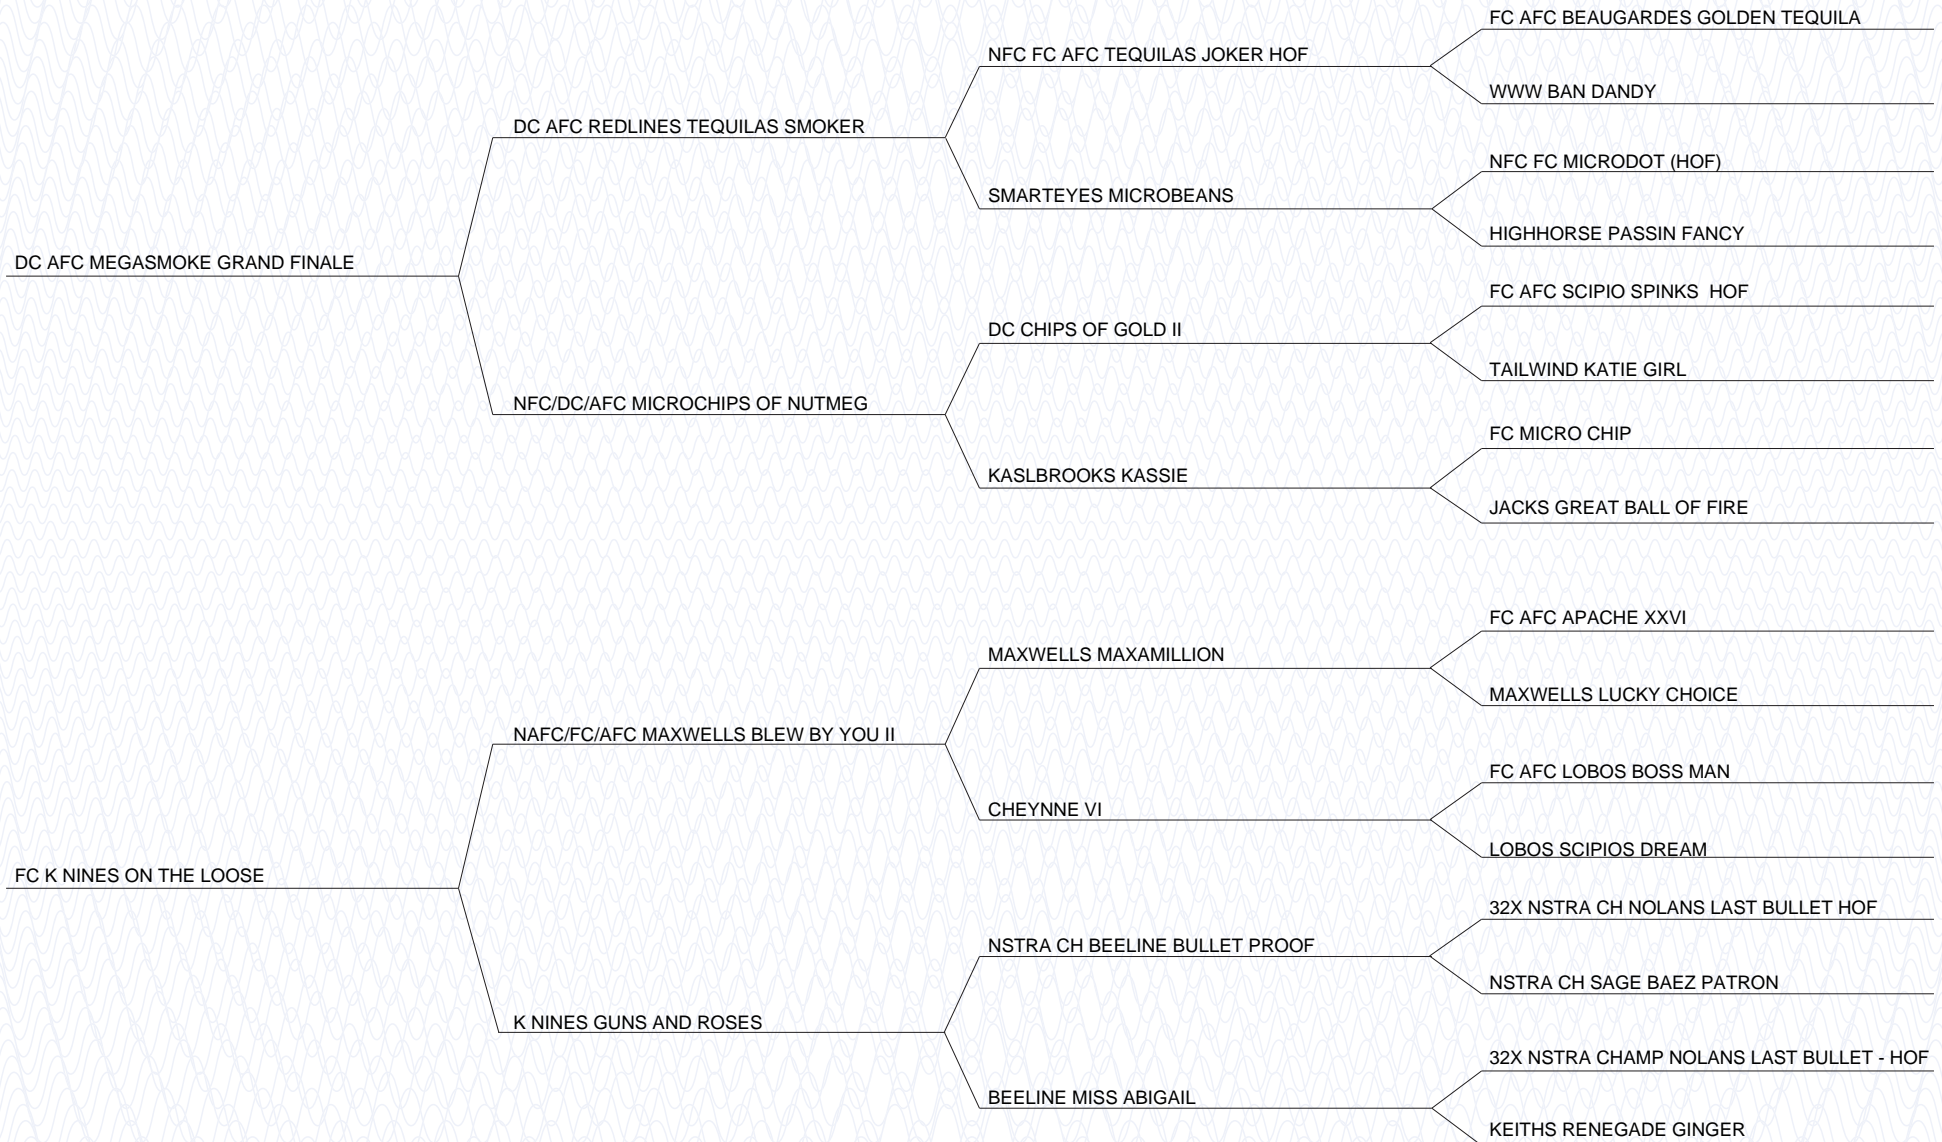 FC AFC BEAUGARDES GOLDEN TEQUILA
NFC FC AFC TEQUILAS JOKER HOF
WWW BAN DANDY
DC AFC REDLINES TEQUILAS SMOKER
NFC FC MICRODOT (HOF)
SMARTEYES MICROBEANS
HIGHHORSE PASSIN FANCY
DC AFC MEGASMOKE GRAND FINALE
FC AFC SCIPIO SPINKS  HOF
DC CHIPS OF GOLD II
TAILWIND KATIE GIRL
NFC/DC/AFC MICROCHIPS OF NUTMEG
FC MICRO CHIP
KASLBROOKS KASSIE
JACKS GREAT BALL OF FIRE
FC AFC APACHE XXVI
MAXWELLS MAXAMILLION
MAXWELLS LUCKY CHOICE
NAFC/FC/AFC MAXWELLS BLEW BY YOU II
FC AFC LOBOS BOSS MAN
CHEYNNE VI
LOBOS SCIPIOS DREAM
FC K NINES ON THE LOOSE
32X NSTRA CH NOLANS LAST BULLET HOF
NSTRA CH BEELINE BULLET PROOF
NSTRA CH SAGE BAEZ PATRON
K NINES GUNS AND ROSES
32X NSTRA CHAMP NOLANS LAST BULLET - HOF
BEELINE MISS ABIGAIL
KEITHS RENEGADE GINGER